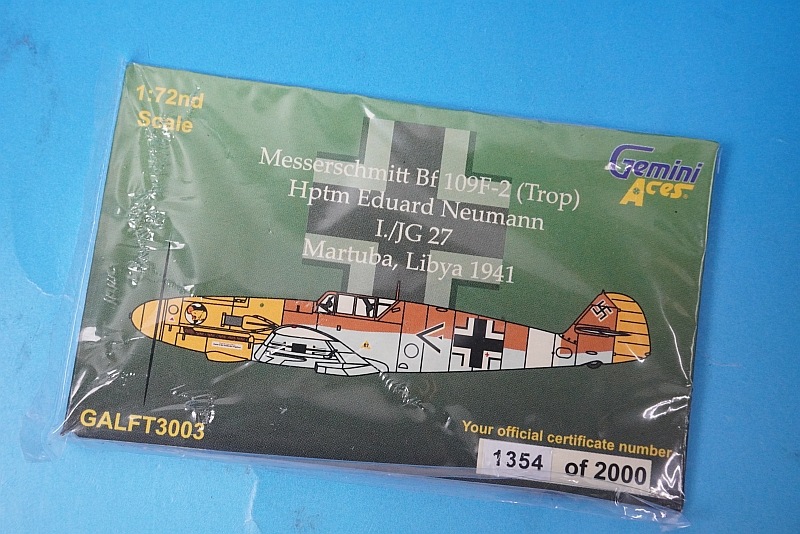 1:72nd
Scale
Messerschmitt Bf 109F-2 (Trop)
Hptm Eduard Neumann
I./JG 27
Martuba, Libya 1941
Gemini
Aces
GALFT3003
Your official certificate number
1354 of 2000